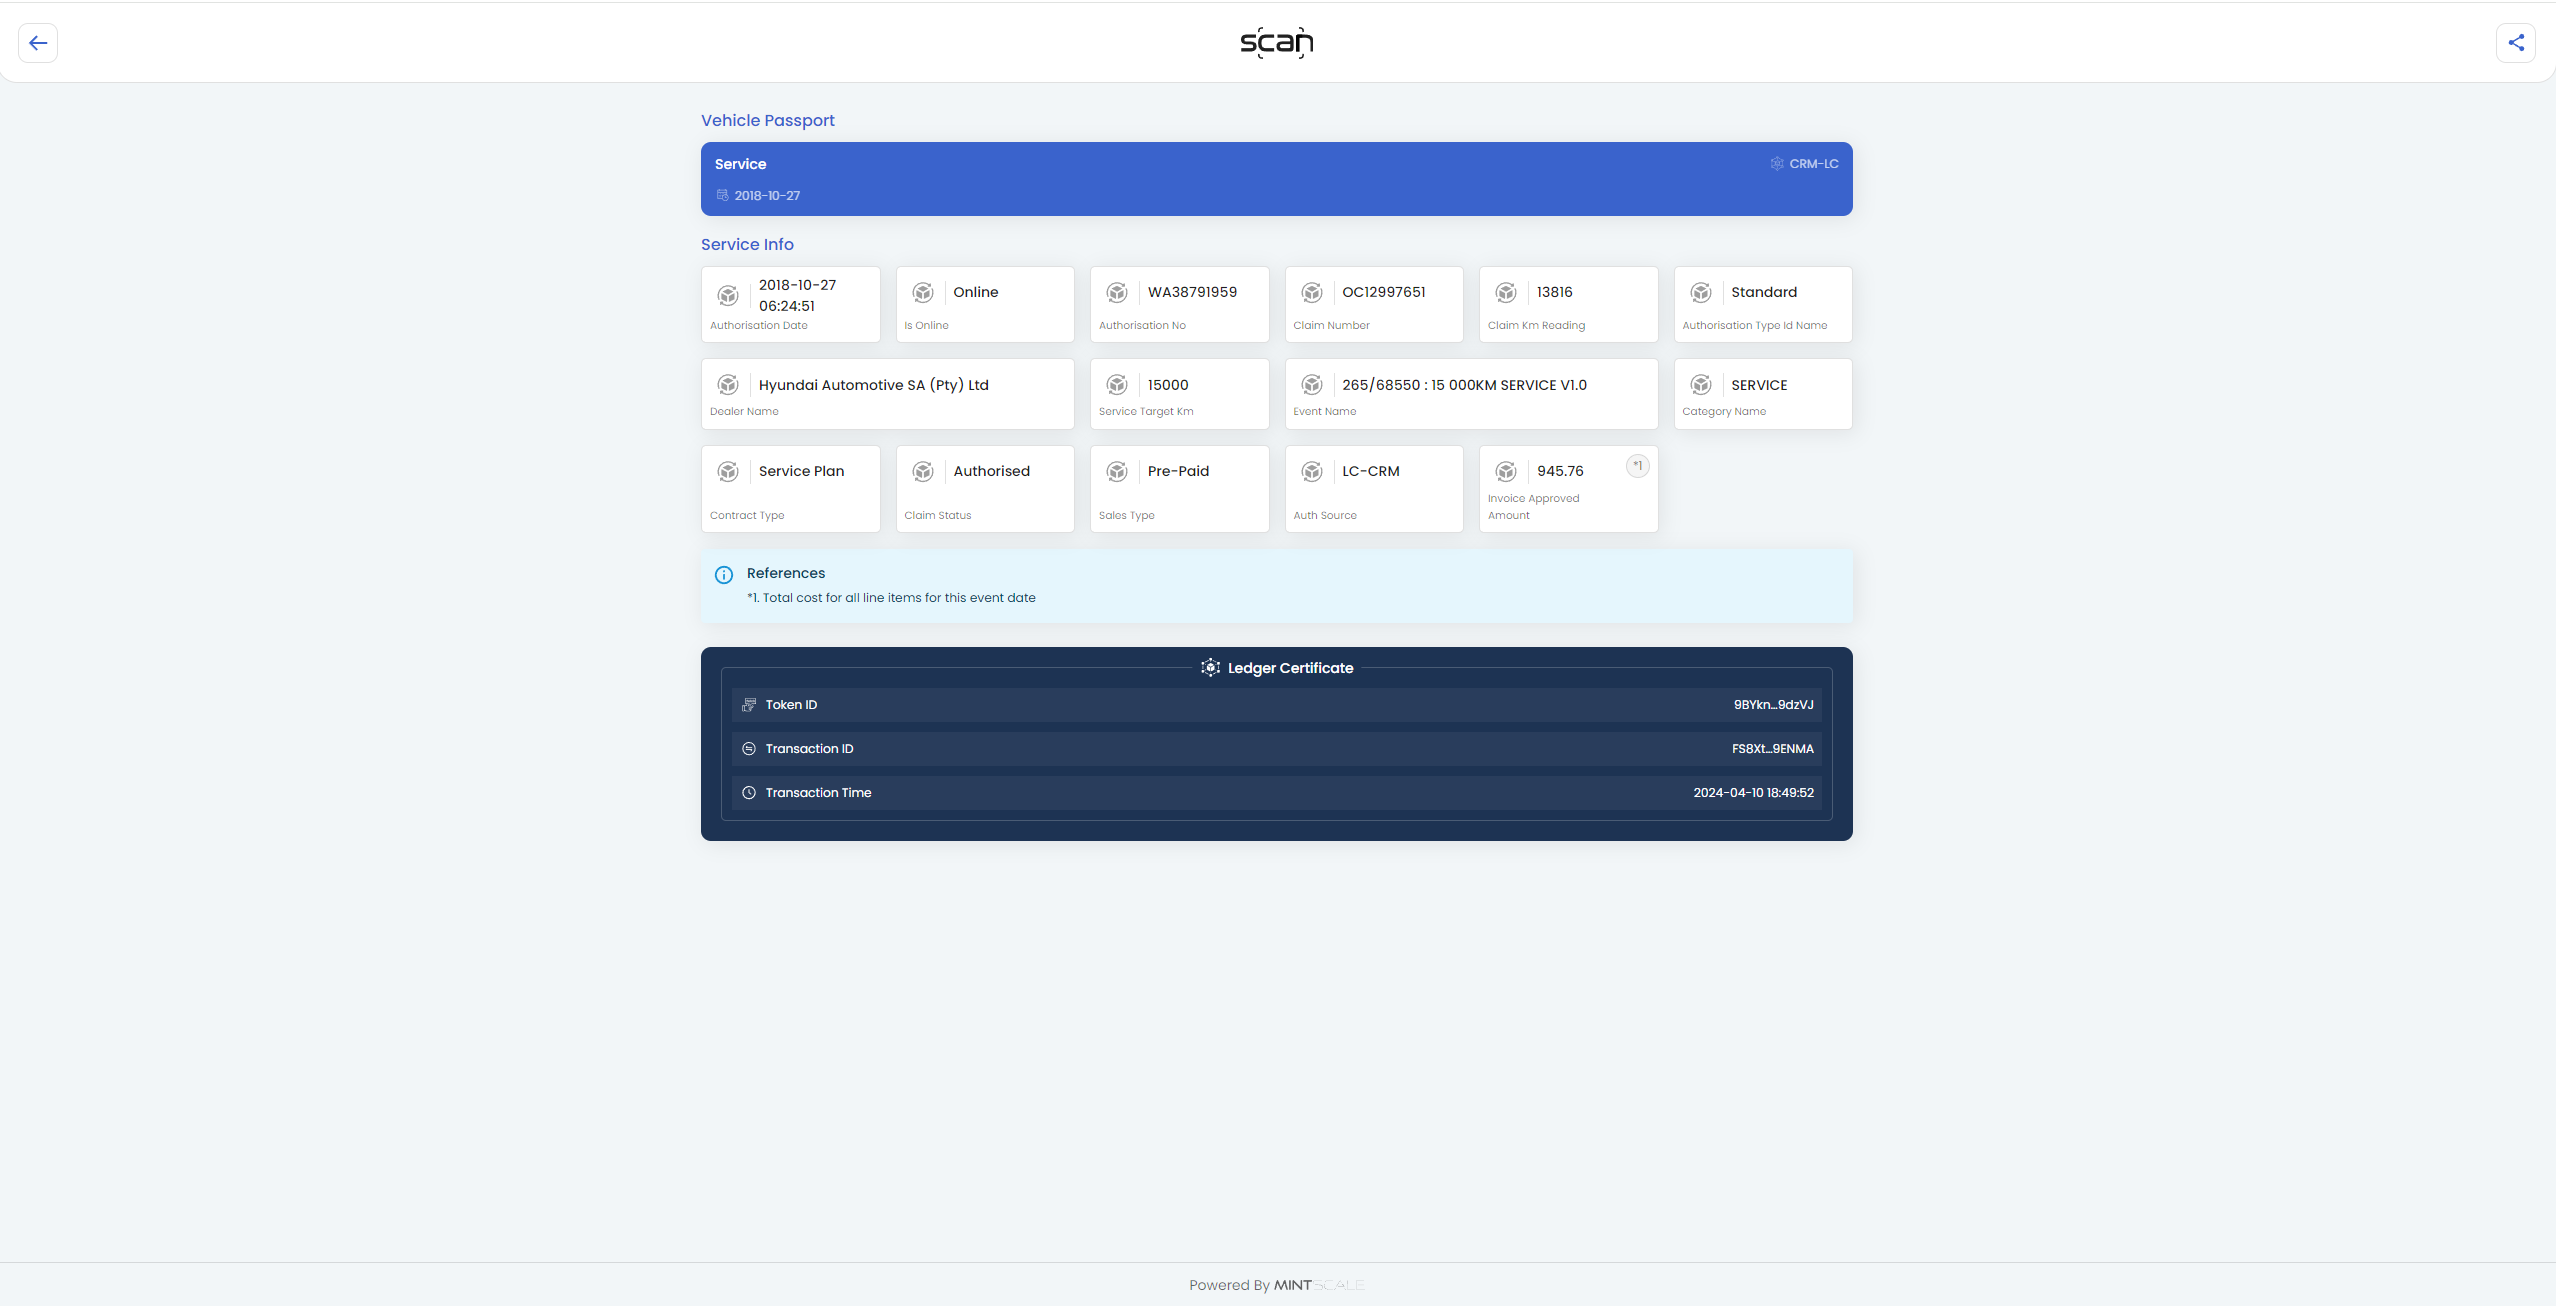 scan
Vehicle Passport
Service
CRM-LC
2018-10-27
Service Info
2018-10-27
06:24:51
Authorisation Date
Online
Is Online
WA38791959
Authorisation No
OC12997651
Claim Number
13816
Claim Km Reading
Standard
Authorisation Type Id Name
Hyundai Automotive SA (Pty) Ltd
Dealer Name
15000
Service Target Km
265/68550 : 15 000KM SERVICE V1.0
Event Name
SERVICE
Category Name
Service Plan
Contract Type
Authorised
Claim Status
Pre-Paid
Sales Type
LC-CRM
Auth Source
945.76
*1
Invoice Approved
Amount
References
*1. Total cost for all line items for this event date
Ledger Certificate
Token ID
9BYkn...9dzVJ
Transaction ID
FS8Xt...9ENMA
Transaction Time
2024-04-10 18:49:52
Powered By MINTSCALE